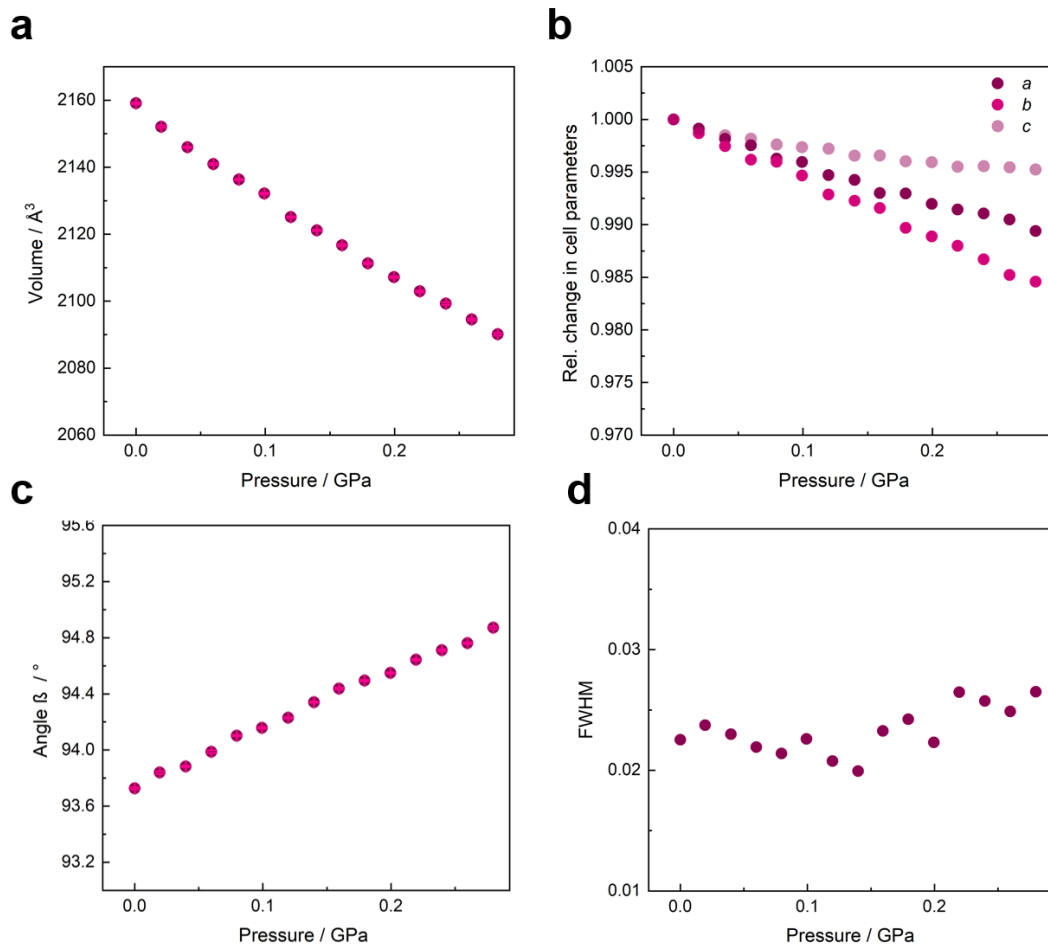 a
2160
2140
2120
2100
2080
2060
Volume / Å³
0.0 0.1 0.2
Pressure / GPa
b
1.005
1.000
0.995
0.990
0.985
0.980
0.975
0.970
Rel. change in cell parameters
a
b
c
0.0 0.1 0.2
Pressure / GPa
c
95.6
95.2
94.8
94.4
94.0
93.6
93.2
Angle ß / °
0.0 0.1 0.2
Pressure / GPa
d
0.04
0.03
0.02
0.01
FWHM
0.0 0.1 0.2
Pressure / GPa